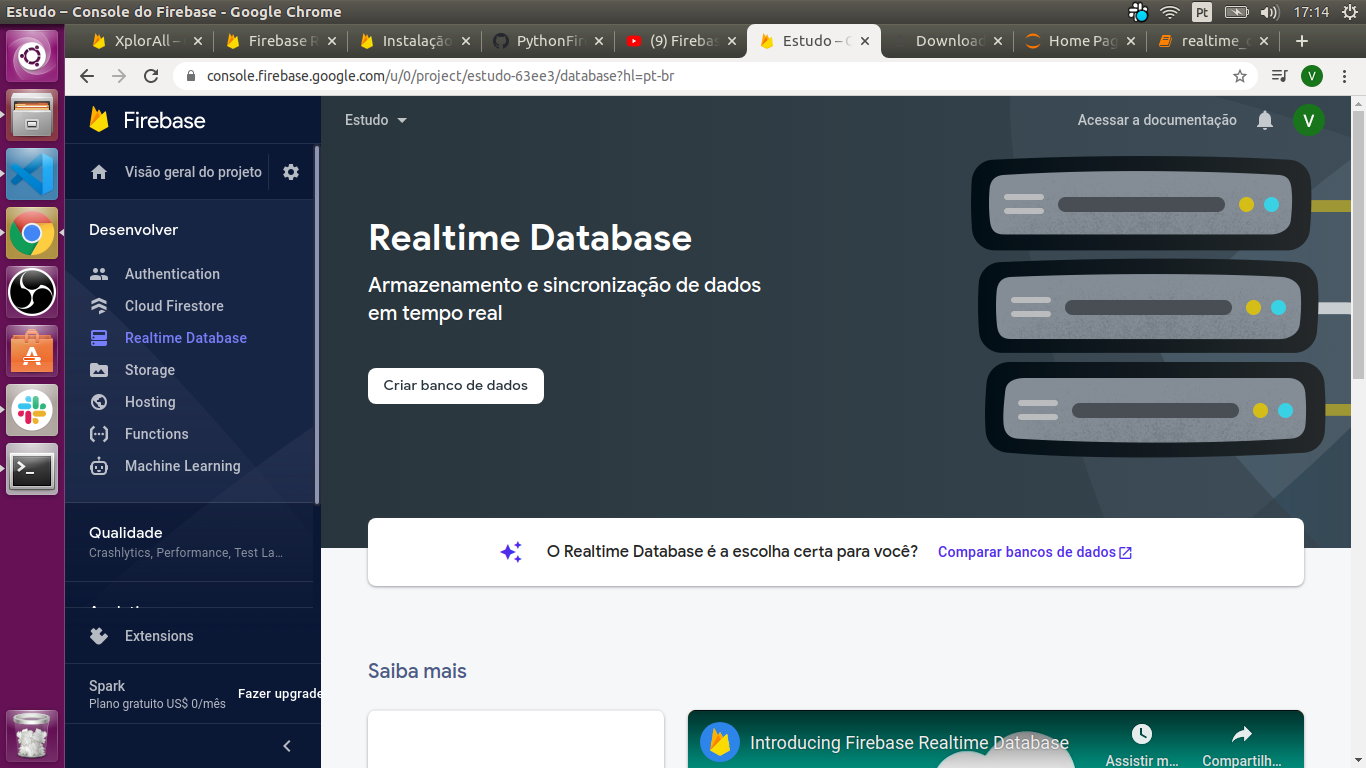 Estudo – Console do Firebase - Google Chrome
Pt
17:14
XplorAll –
Firebase R
Instalação
PythonFire
(9) Firebas
Estudo – C
Download
Home Pag
realtime_
console.firebase.google.com/u/0/project/estudo-63ee3/database?hl=pt-br
V
Firebase
Estudo
Acessar a documentação
V
Visão geral do projeto
Desenvolver
Authentication
Cloud Firestore
Realtime Database
Storage
Hosting
Functions
Machine Learning
Qualidade
Crashlytics, Performance, Test La...
Extensions
Spark
Plano gratuito US$ 0/mês
Fazer upgrade
Realtime Database
Armazenamento e sincronização de dados
em tempo real
Criar banco de dados
O Realtime Database é a escolha certa para você?
Comparar bancos de dados
Saiba mais
Introducing Firebase Realtime Database
Assistir m...
Compartilh...